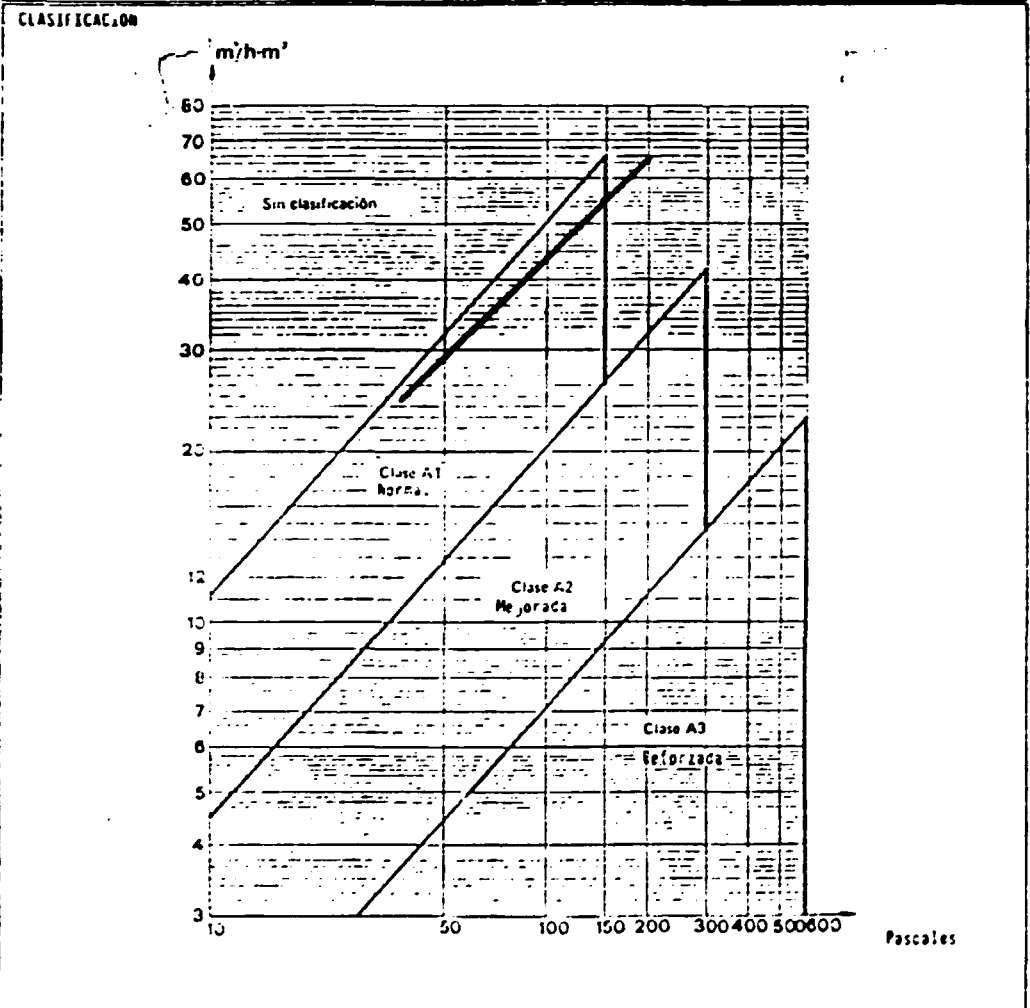 CLASIFICACION
m³/h·m²
80
70
60
Sin clasificación
50
40
30
20
Clase A1
Normal
12
Clase A2
Mejorada
10
9
8
7
Clase A3
6
Reforzada
5
4
3
10 50 100 150 200 300 400 500 600
Pascales